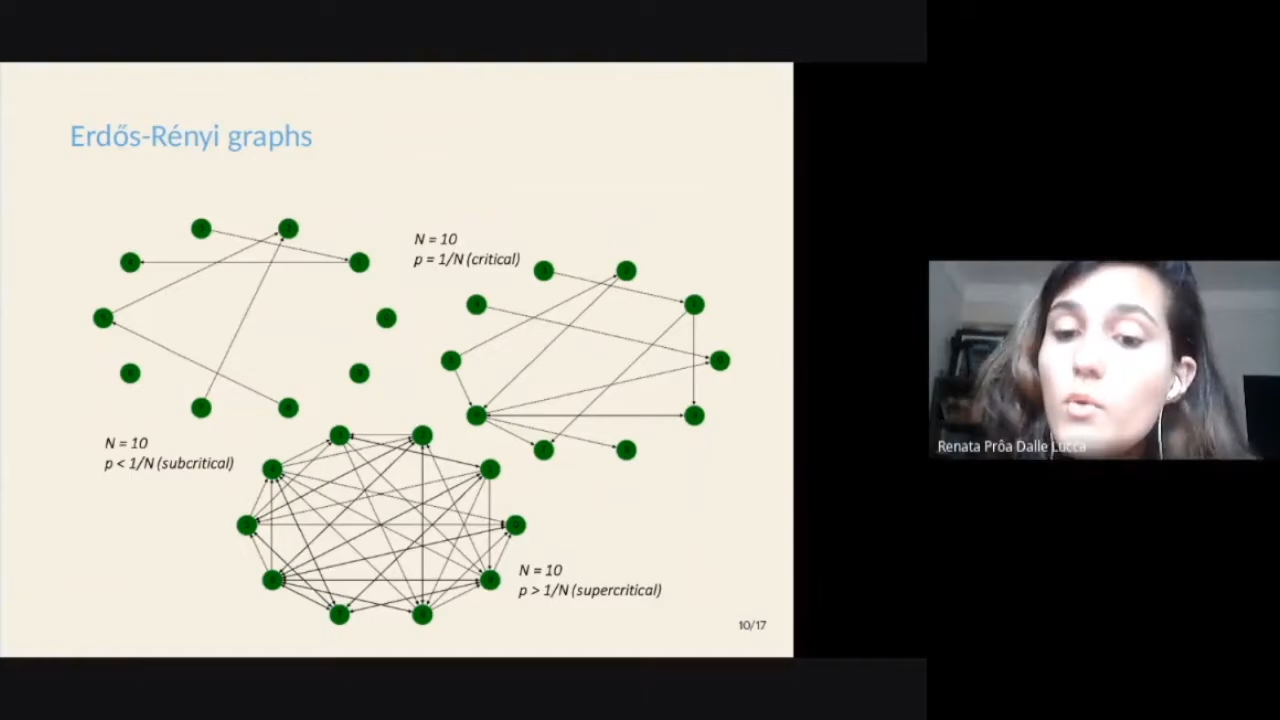 Erdős-Rényi graphs
N = 10
p = 1/N (critical)
N = 10
p < 1/N (subcritical)
N = 10
p > 1/N (supercritical)
10/17
Renata Prôa Dalle Lucca